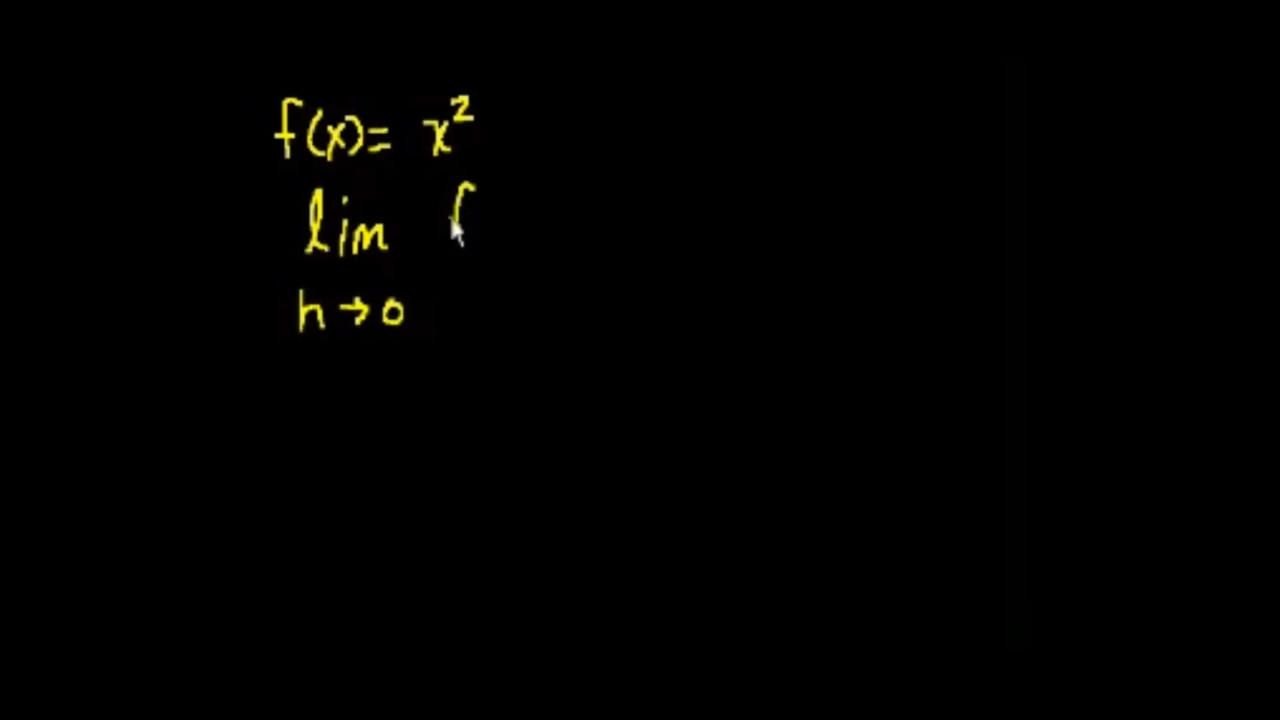 f(x)= x²
lim
h→0